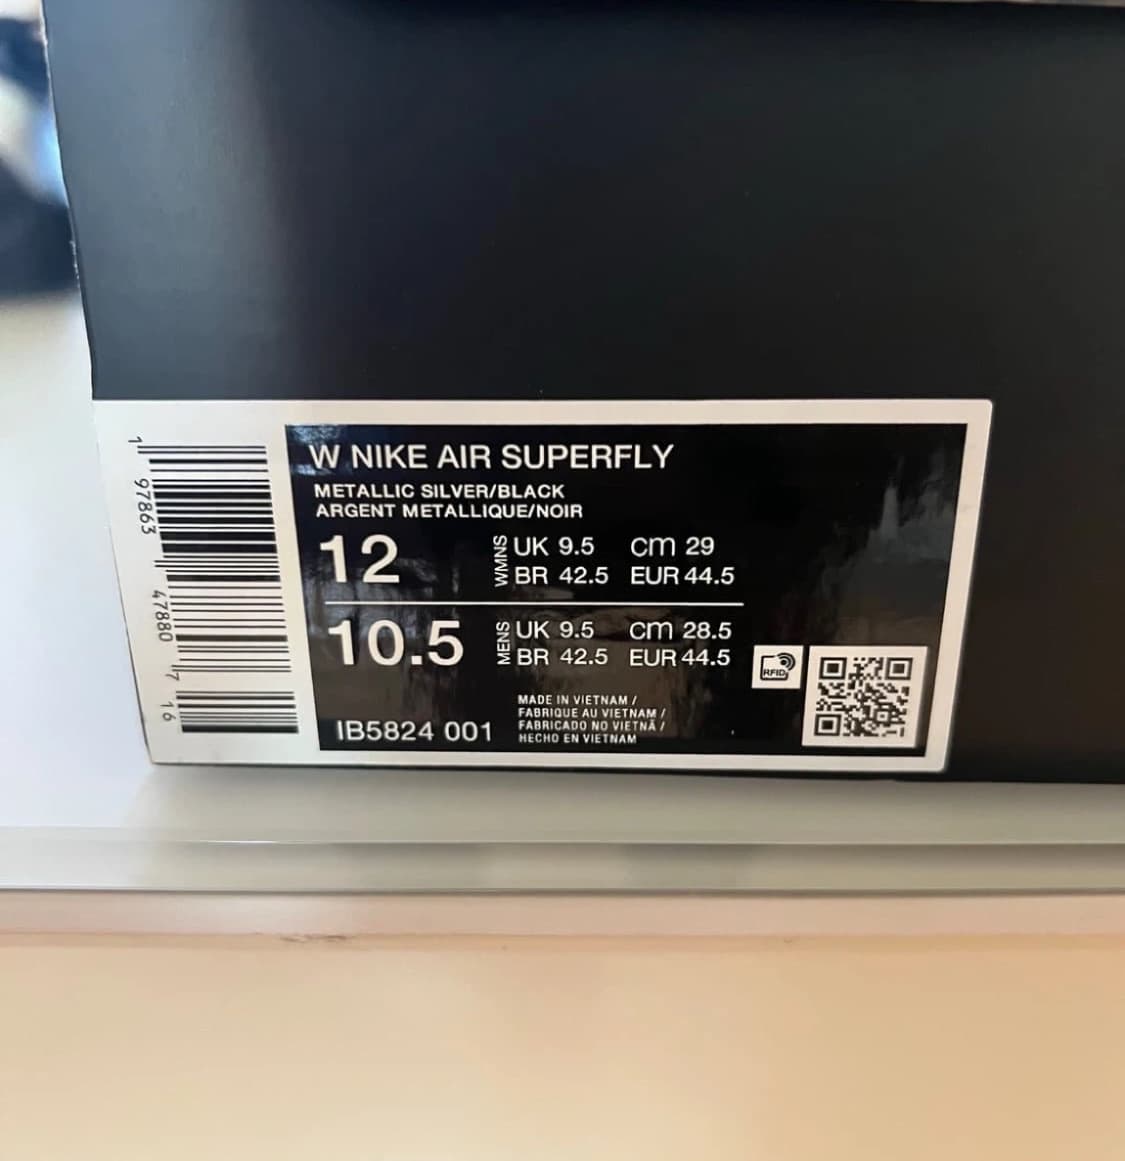 W NIKE AIR SUPERFLY
METALLIC SILVER/BLACK
ARGENT METALLIQUE/NOIR
12 WMNS UK 9.5 cm 29
BR 42.5 EUR 44.5
10.5 MENS UK 9.5 cm 28.5
BR 42.5 EUR 44.5
RFID
IB5824 001
MADE IN VIETNAM /
FABRIQUE AU VIETNAM /
FABRICADO NO VIETNÃ /
HECHO EN VIETNAM
1 97863 47880 7 16